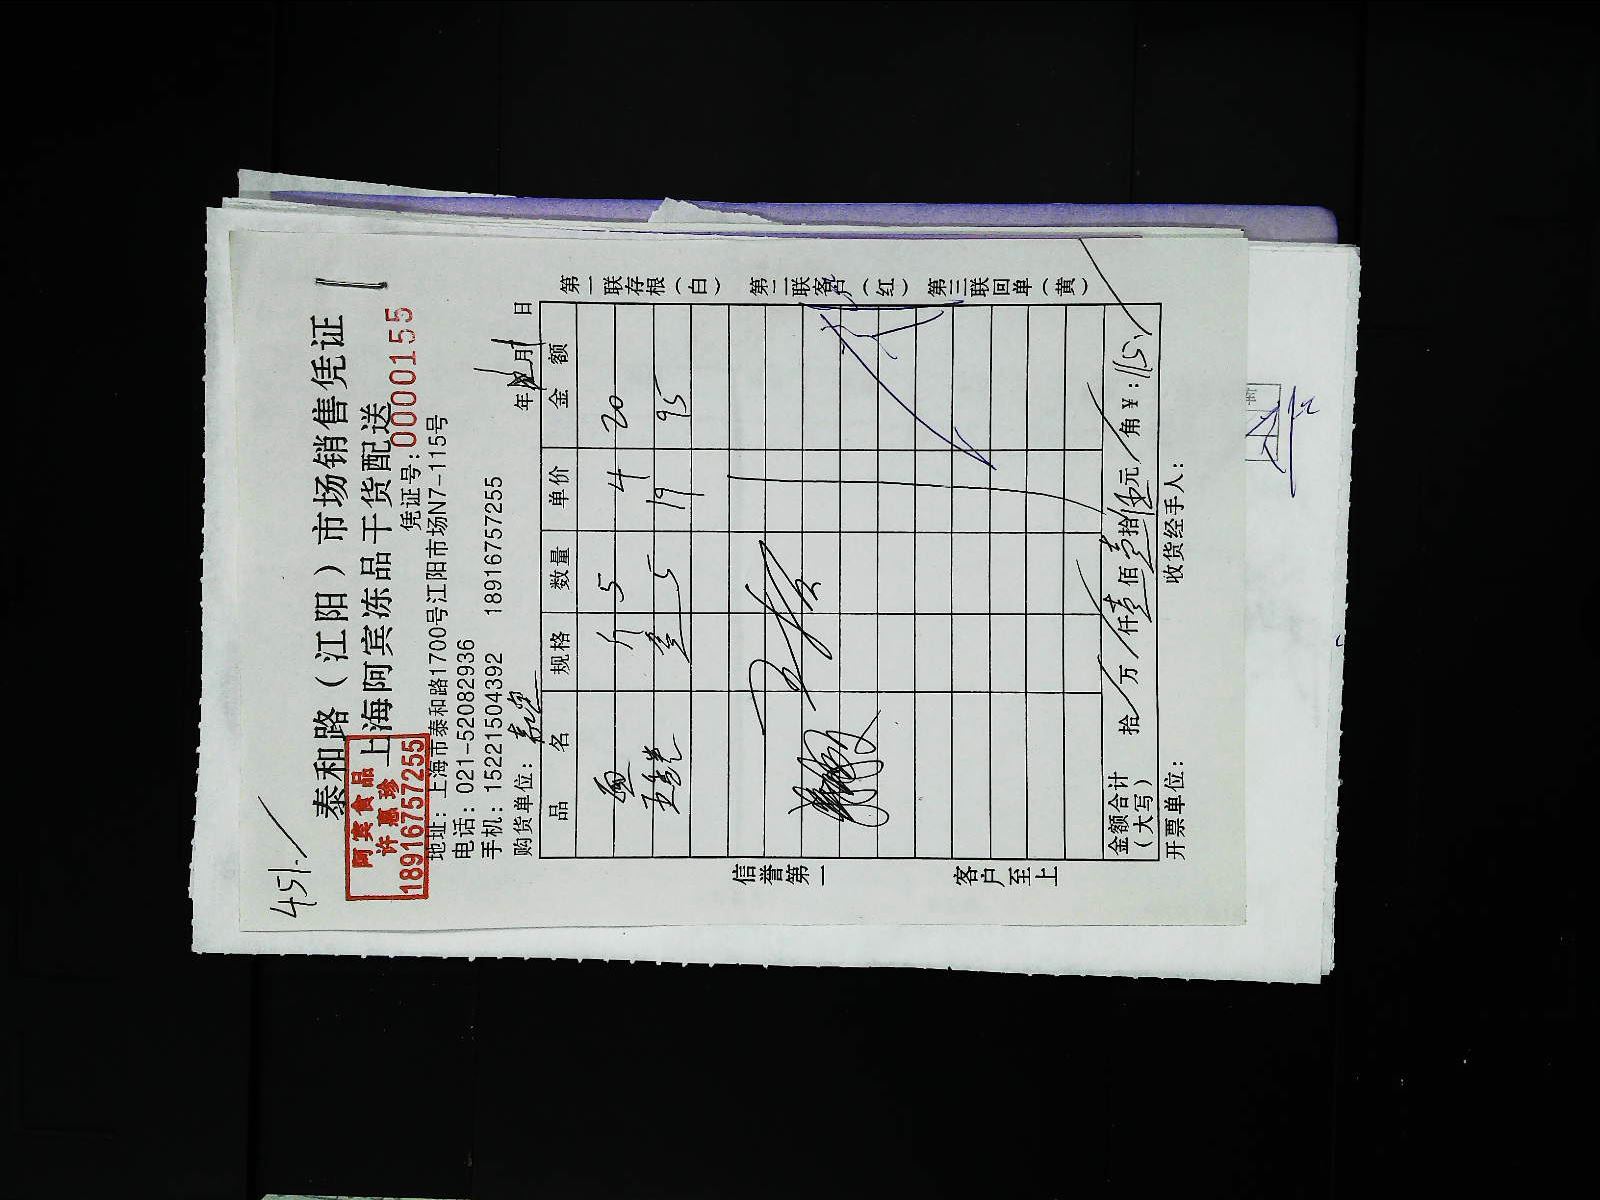 451.
泰和路（江阳）市场销售凭证
上海阿宾冻品干货配送
阿宾食品
许惠珍
18916757255
凭证号：0000155
地址：上海市泰和路1700号江阳市场N7-115号
电话：021-52082936
手机：15221504392 18916757255
购货单位： 年 月 日
品名 规格 数量 单价 金额
斤 5 4 20
5 19 95
信誉第一
客户至上
第一联存根（白） 第二联客户（红） 第三联回单（黄）
金额合计（大写） 拾 万 仟壹佰壹拾伍元 角 ¥：115
开票单位： 收货经手人：